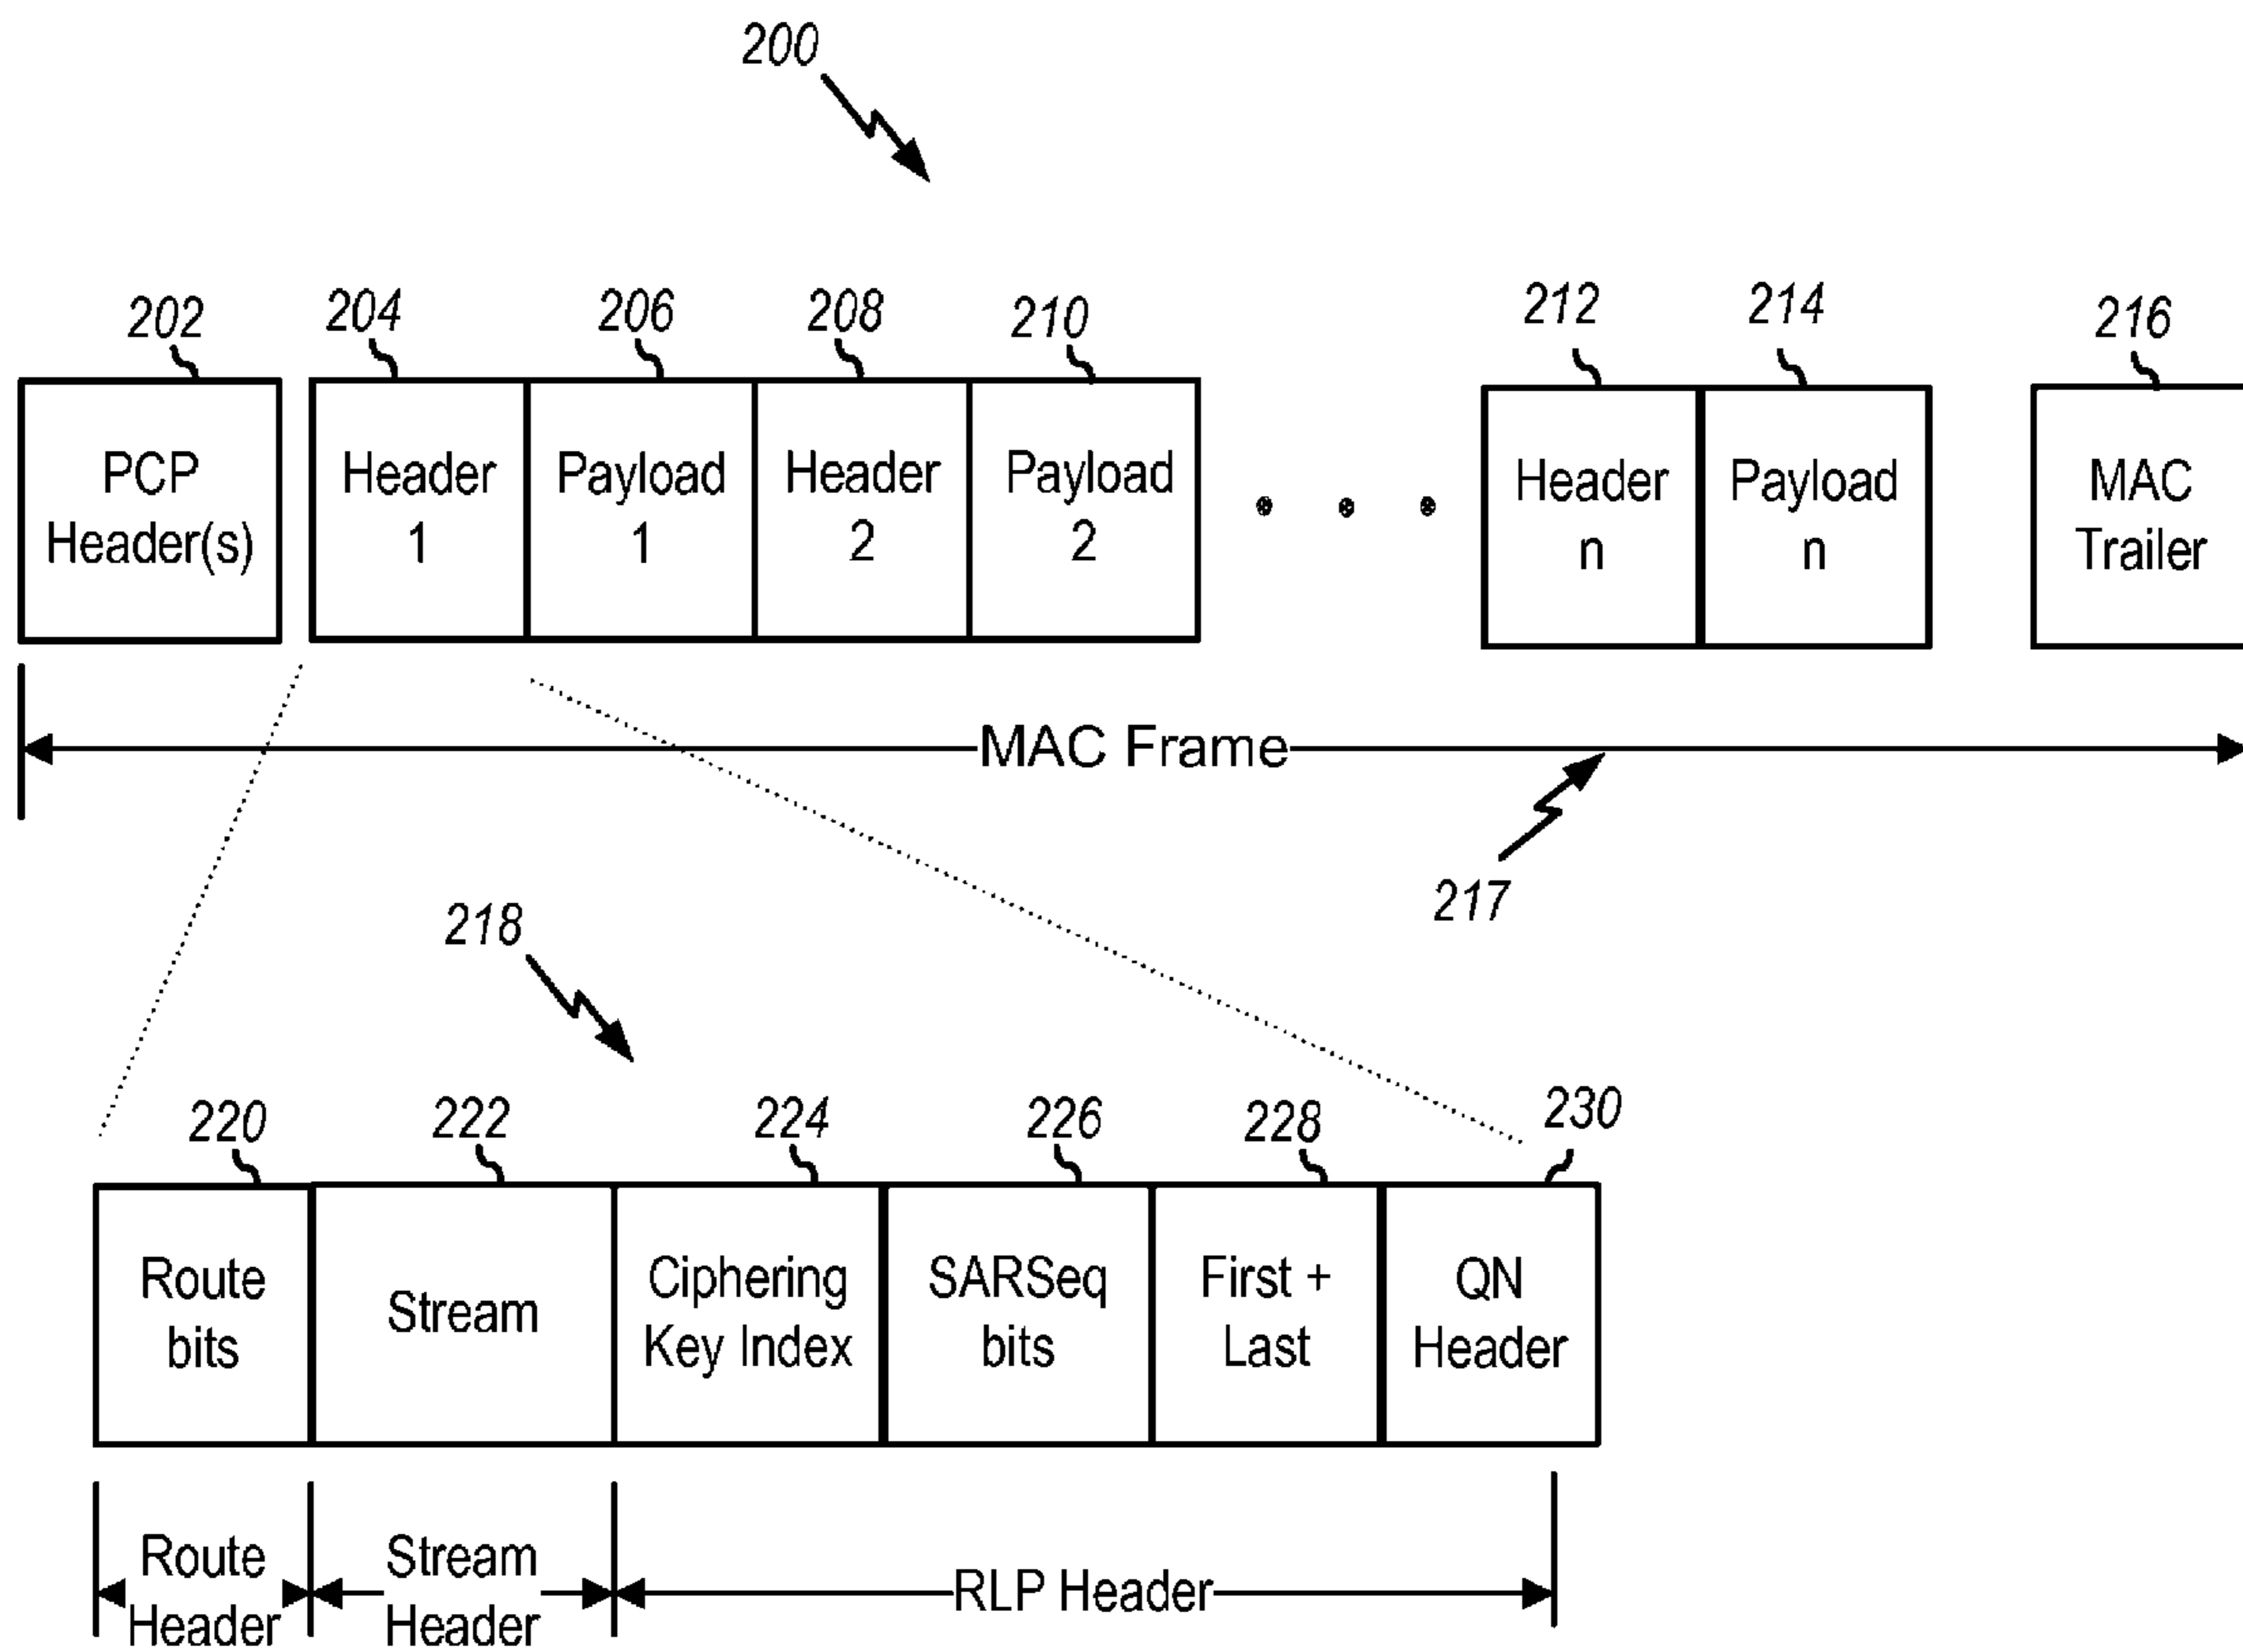 200
202
204
206
208
210
212
214
216
PCP
Header(s)
Header
1
Payload
1
Header
2
Payload
2
Header
n
Payload
n
MAC
Trailer
MAC Frame
217
218
220
222
224
226
228
230
Route
bits
Stream
Ciphering
Key Index
SARSeq
bits
First +
Last
QN
Header
Route
Header
Stream
Header
RLP Header